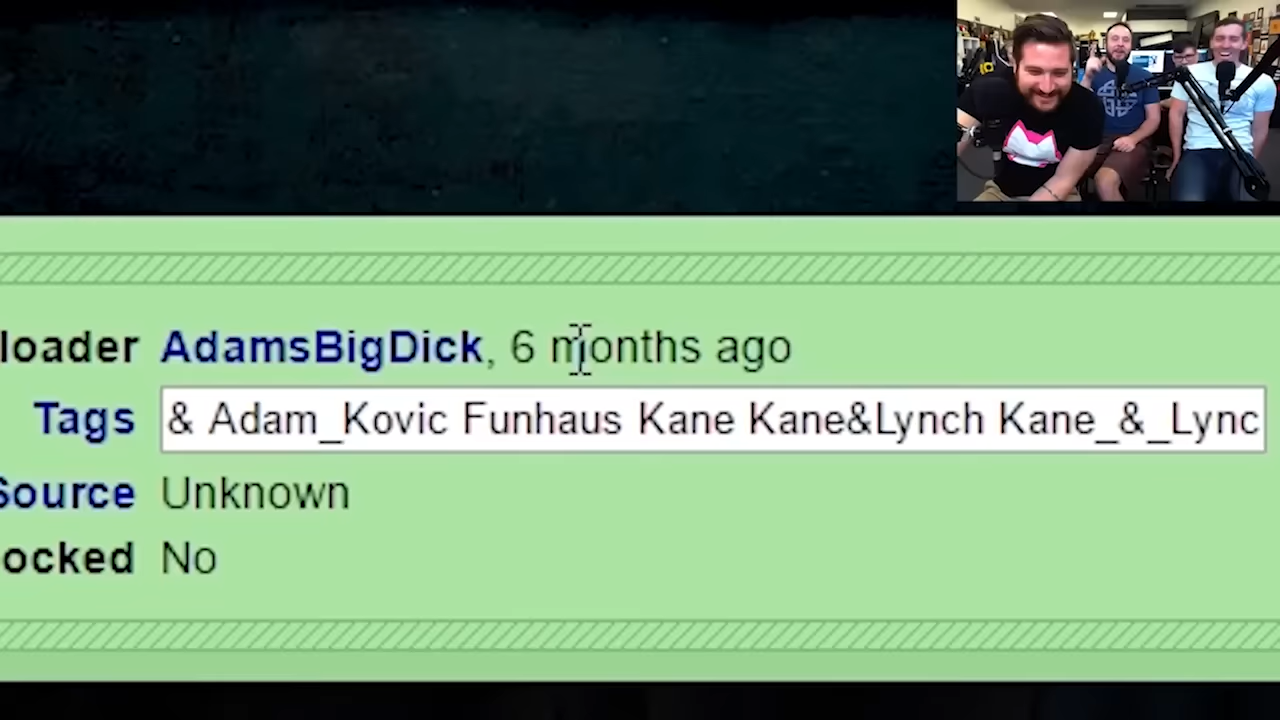 loader AdamsBigDick, 6 months ago
Tags & Adam_Kovic Funhaus Kane Kane&Lynch Kane_&_Lync
Source Unknown
ocked No